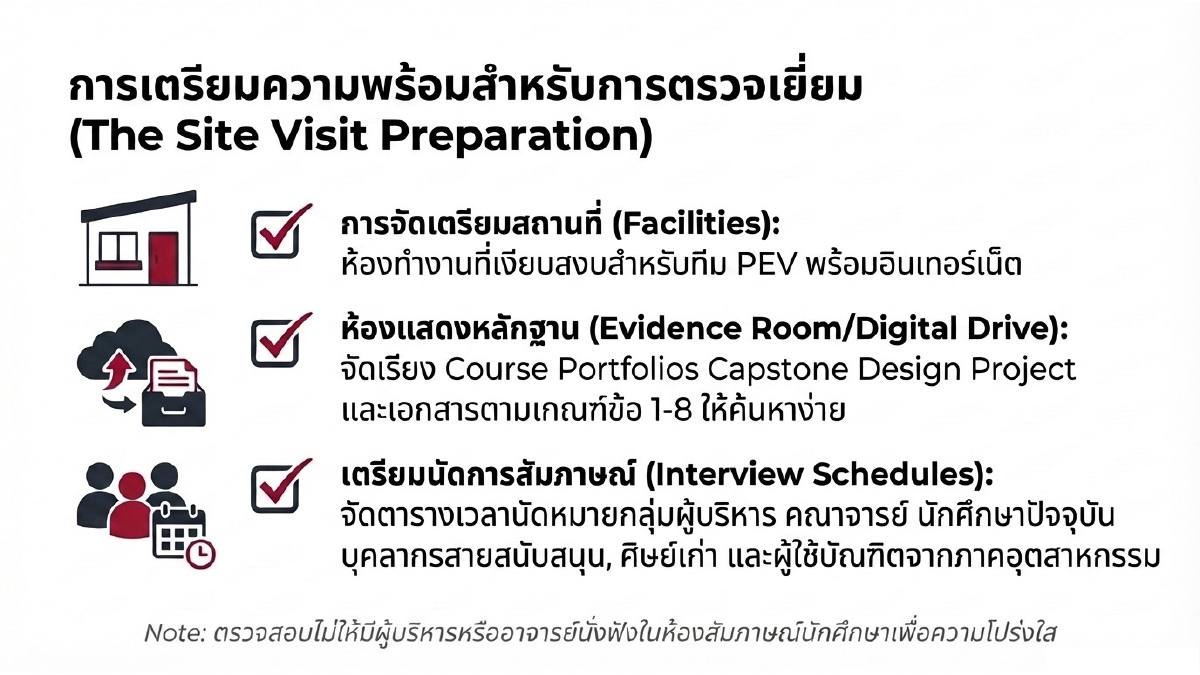 การเตรียมความพร้อมสำหรับการตรวจเยี่ยม
(The Site Visit Preparation)
การจัดเตรียมสถานที่ (Facilities):
ห้องทำงานที่เงียบสงบสำหรับทีม PEV พร้อมอินเทอร์เน็ต
ห้องแสดงหลักฐาน (Evidence Room/Digital Drive):
จัดเรียง Course Portfolios Capstone Design Project
และเอกสารตามเกณฑ์ข้อ 1-8 ให้ค้นหาง่าย
เตรียมนัดการสัมภาษณ์ (Interview Schedules):
จัดตารางเวลานัดหมายกลุ่มผู้บริหาร คณาจารย์ นักศึกษาปัจจุบัน
บุคลากรสายสนับสนุน, ศิษย์เก่า และผู้ใช้บัณฑิตจากภาคอุตสาหกรรม
Note: ตรวจสอบไม่ให้มีผู้บริหารหรืออาจารย์นั่งฟังในห้องสัมภาษณ์นักศึกษาเพื่อความโปร่งใส